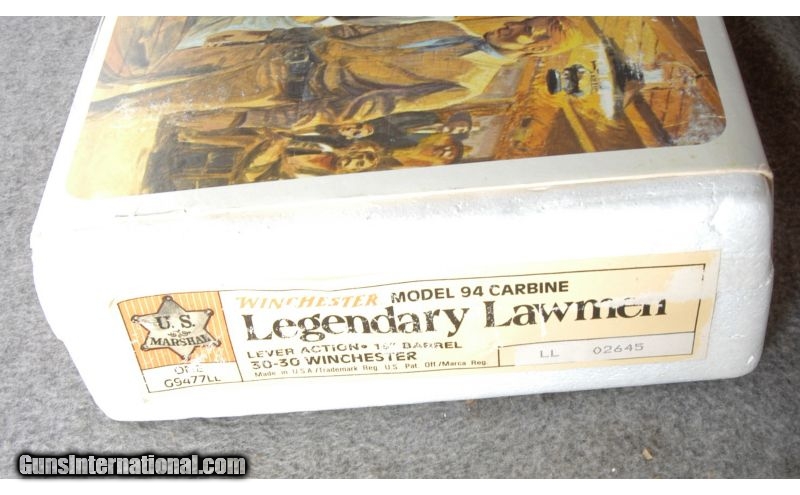 WINCHESTER MODEL 94 CARBINE
Legendary Lawmen
LEVER ACTION • 16" BARREL
30-30 WINCHESTER
Made in U.S.A./Trademark Reg. U.S. Pat. Off./Marca Reg.
U.S.
MARSHAL
ONE
G9477LL
LL 02645
GunsInternational.com